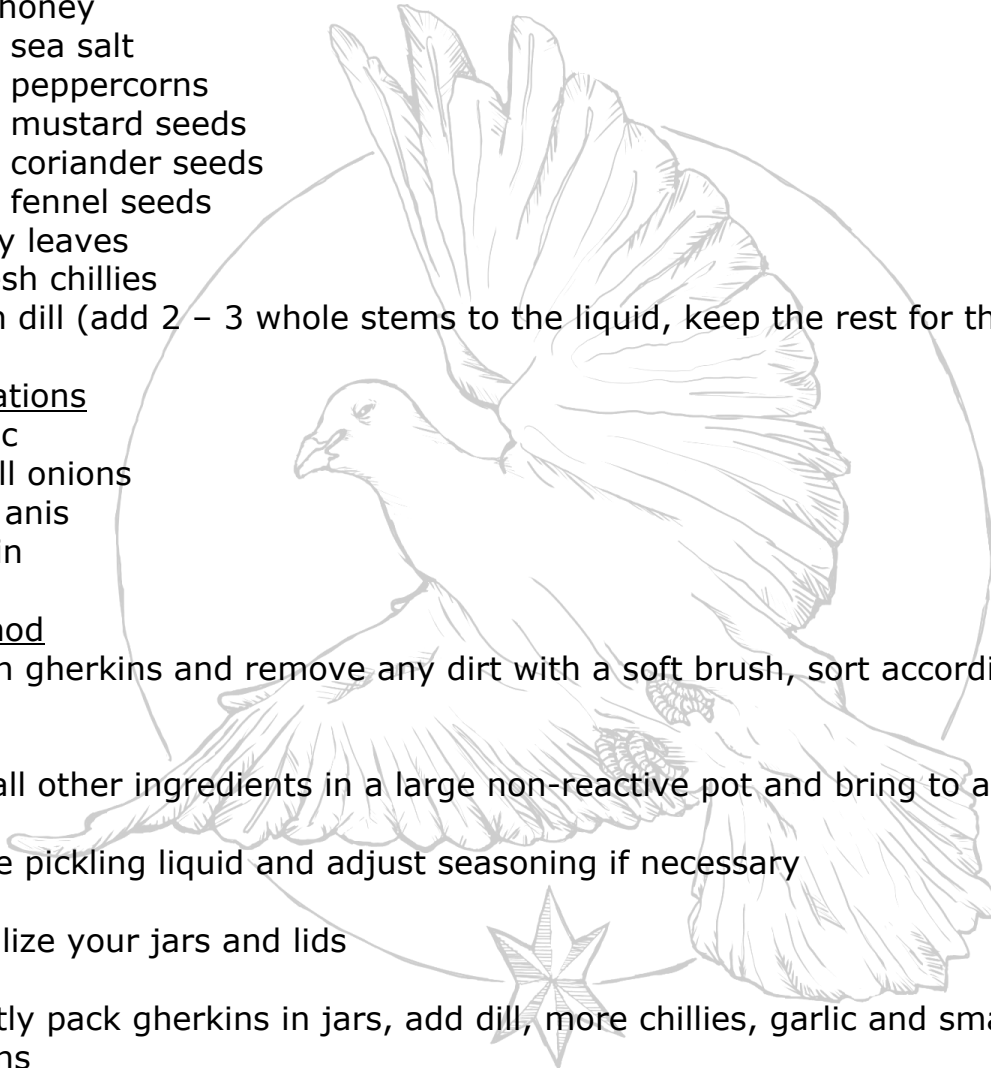 honey
sea salt
peppercorns
mustard seeds
coriander seeds
fennel seeds
y leaves
sh chillies
dill (add 2 – 3 whole stems to the liquid, keep the rest for th
ations
c
ll onions
anis
in
nod
n gherkins and remove any dirt with a soft brush, sort accordi
all other ingredients in a large non-reactive pot and bring to a
e pickling liquid and adjust seasoning if necessary
lize your jars and lids
tly pack gherkins in jars, add dill, more chillies, garlic and sma
ns